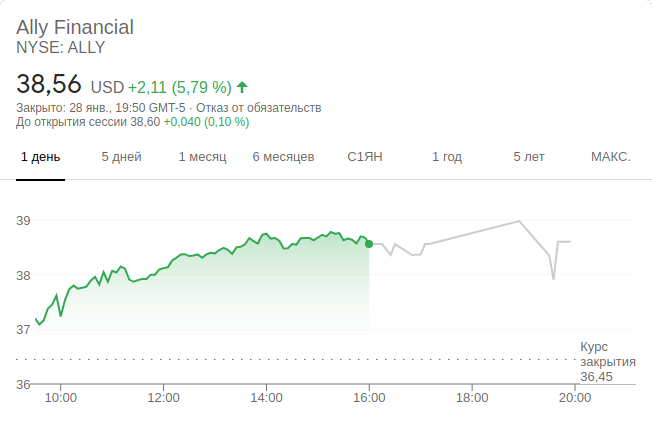 Ally Financial
NYSE: ALLY
38,56 USD +2,11 (5,79 %)
Закрыто: 28 янв., 19:50 GMT-5 · Отказ от обязательств
До открытия сессии 38,60 +0,040 (0,10 %)
1 день 5 дней 1 месяц 6 месяцев С1ЯН 1 год 5 лет МАКС.
39
38
37
Курс
закрытия
36,45
36
10:00 12:00 14:00 16:00 18:00 20:00